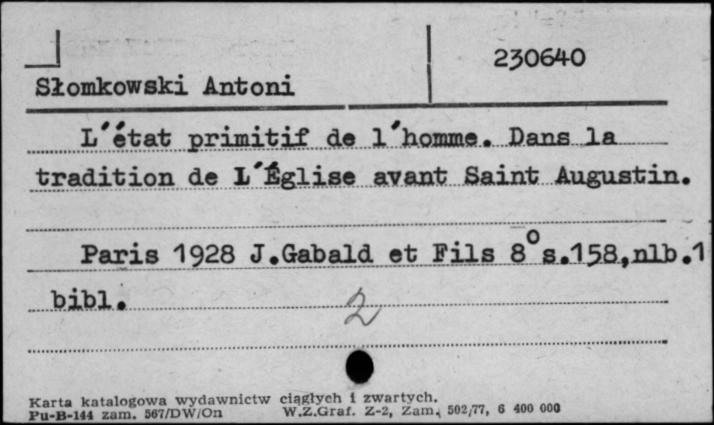 230640
Słomkowski Antoni
L'état primitif de l'homme. Dans la
tradition de L'Église avant Saint Augustin.
Paris 1928 J.Gabald et Fils 8° s.158,nlb.1
bibl.
2
Karta katalogowa wydawnictw ciągłych i zwartych.
Pu-B-144 zam. 567/DW/On W.Z.Graf. Z-2, Zam. 502/77, 6 400 000